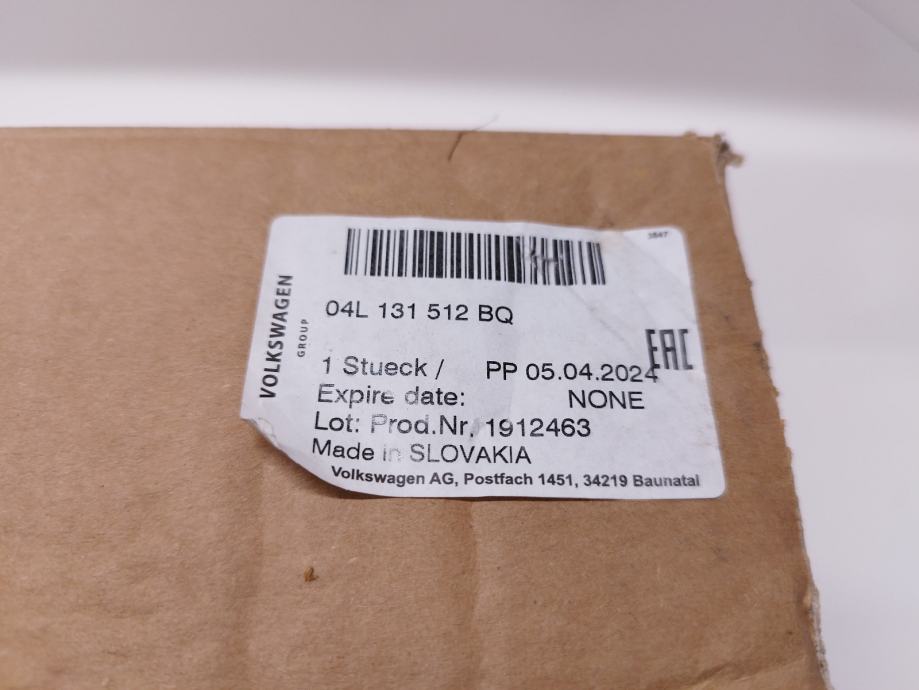 3847
VOLKSWAGEN
GROUP
04L 131 512 BQ
EAC
1 Stueck / PP 05.04.2024
Expire date: NONE
Lot: Prod.Nr. 1912463
Made in SLOVAKIA
Volkswagen AG, Postfach 1451, 34219 Baunatal